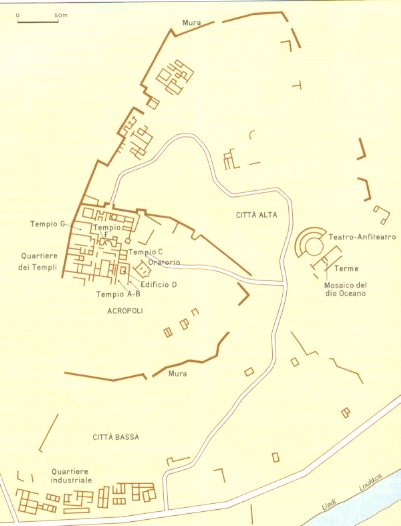 0 50m
Mura
CITTÀ ALTA
Tempio G
Tempio
F
Teatro-Anfiteatro
Quartiere
dei Templi
Tempio C
Oratorio
Terme
Edificio D
Mosaico del
dio Oceano
Tempio A-B
ACROPOLI
Mura
CITTÀ BASSA
Quartiere
industriale
Uadi Loukkos